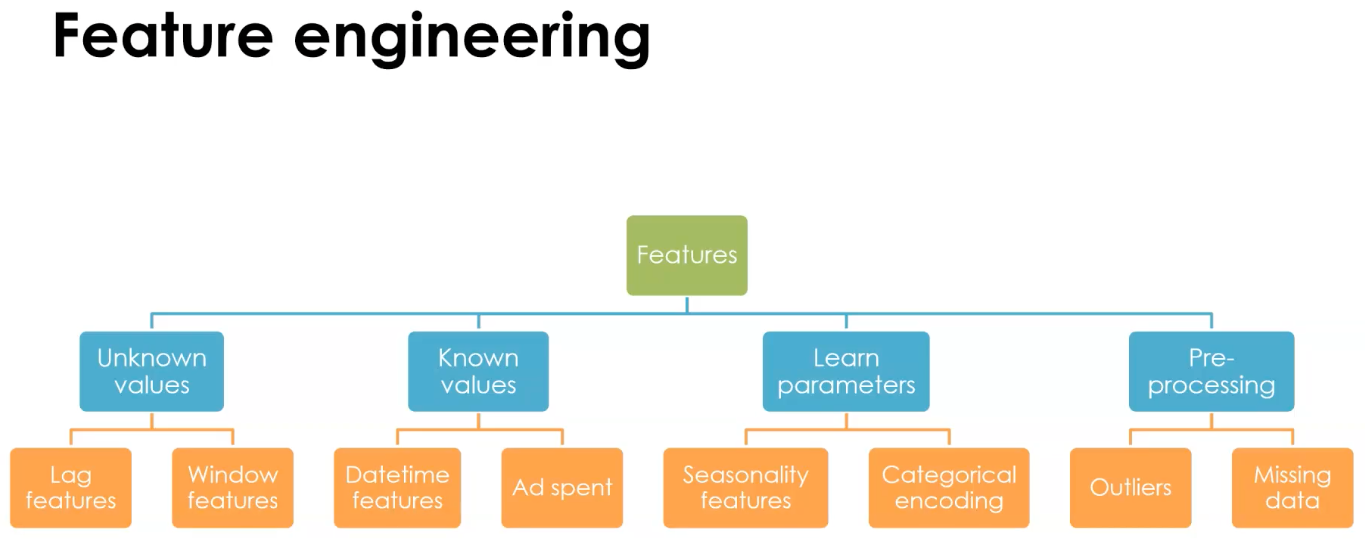 Feature engineering
Features
Unknown
values
Known
values
Learn
parameters
Pre-
processing
Lag
features
Window
features
Datetime
features
Ad spent
Seasonality
features
Categorical
encoding
Outliers
Missing
data